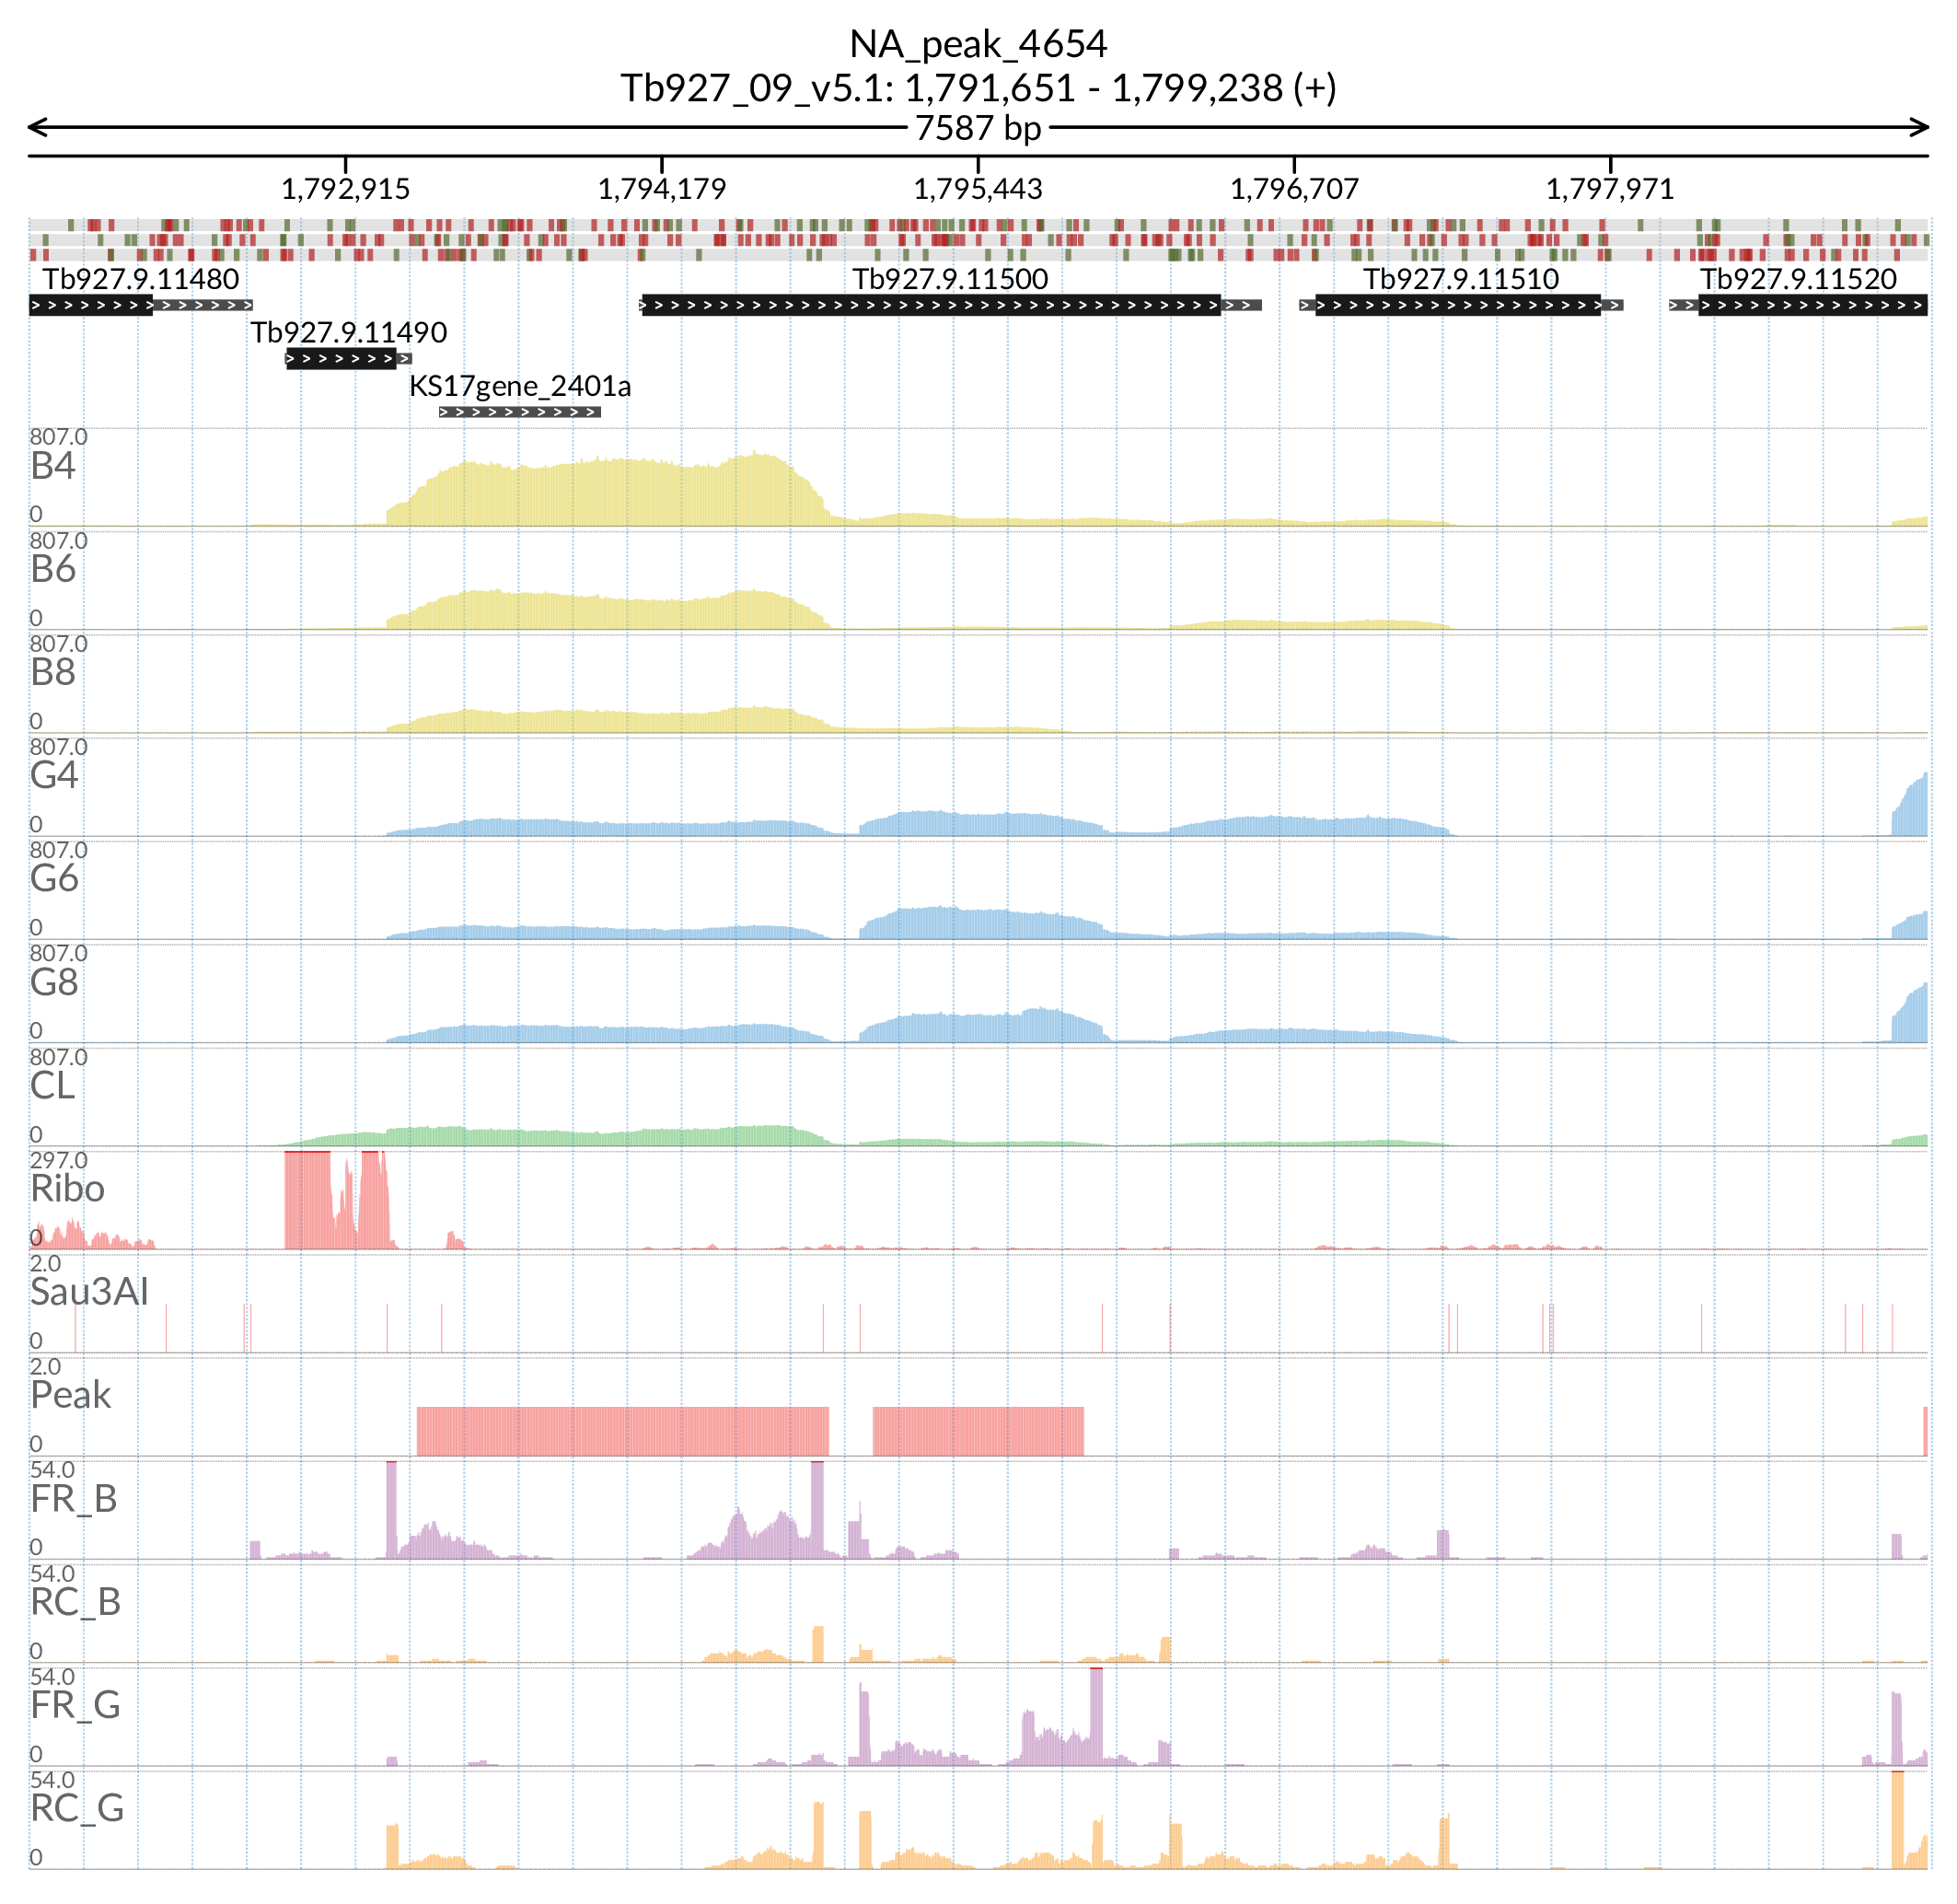 NA_peak_4654
Tb927_09_v5.1: 1,791,651 - 1,799,238 (+)
7587 bp
1,792,915 1,794,179 1,795,443 1,796,707 1,797,971
Tb927.9.11480 Tb927.9.11500 Tb927.9.11510 Tb927.9.11520
Tb927.9.11490
KS17gene_2401a
807.0
B4
0
807.0
B6
0
807.0
B8
0
807.0
G4
0
807.0
G6
0
807.0
G8
0
807.0
CL
0
297.0
Ribo
0
2.0
Sau3AI
0
2.0
Peak
0
54.0
FR_B
0
54.0
RC_B
0
54.0
FR_G
0
54.0
RC_G
0